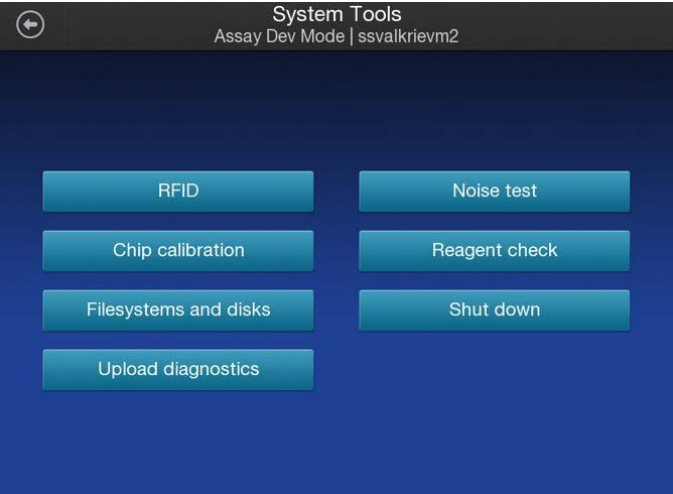 System Tools
Assay Dev Mode | ssvalkrievm2
RFID
Noise test
Chip calibration
Reagent check
Filesystems and disks
Shut down
Upload diagnostics